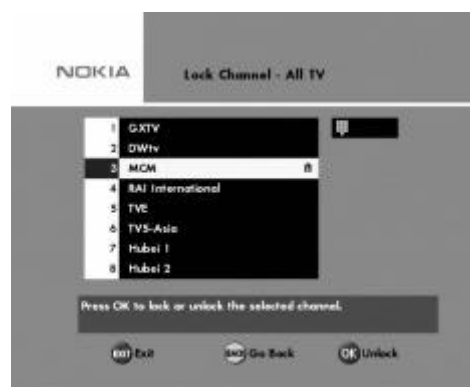 NOKIA
Lock Channel - All TV
1 GXTV
2 DWtv
3 MCM
4 RAI International
5 TVE
6 TV5-Asia
7 Hubei 1
8 Hubei 2
Press OK to lock or unlock the selected channel.
EXIT Exit BACK Go Back OK Unlock